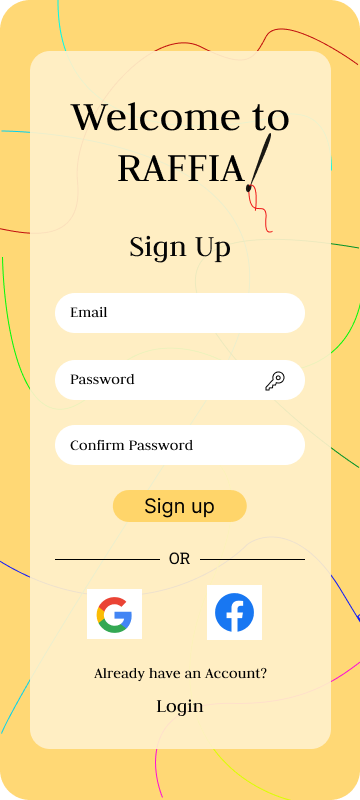 Welcome to
RAFFIA
Sign Up
Email
Password
Confirm Password
Sign up
OR
Already have an Account?
Login